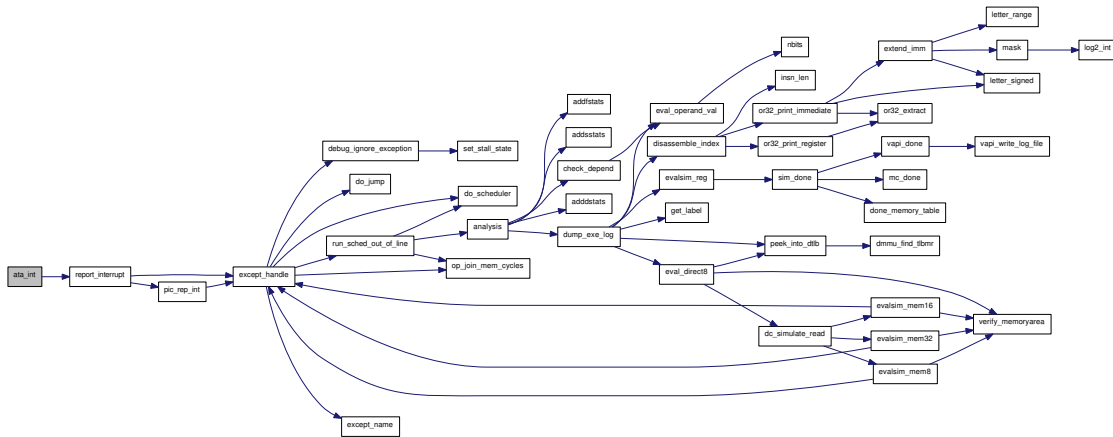 letter_range
nbits
extend_imm
mask
log2_int
insn_len
letter_signed
addfstats
eval_operand_val
or32_print_immediate
or32_extract
addsstats
debug_ignore_exception
set_stall_state
disassemble_index
or32_print_register
vapi_done
vapi_write_log_file
check_depend
do_jump
evalsim_reg
sim_done
mc_done
do_scheduler
adddstats
get_label
done_memory_table
analysis
dump_exe_log
run_sched_out_of_line
peek_into_dtlb
dmmu_find_tlbmr
op_join_mem_cycles
ata_int
report_interrupt
except_handle
eval_direct8
pic_rep_int
evalsim_mem16
verify_memoryarea
dc_simulate_read
evalsim_mem32
evalsim_mem8
except_name